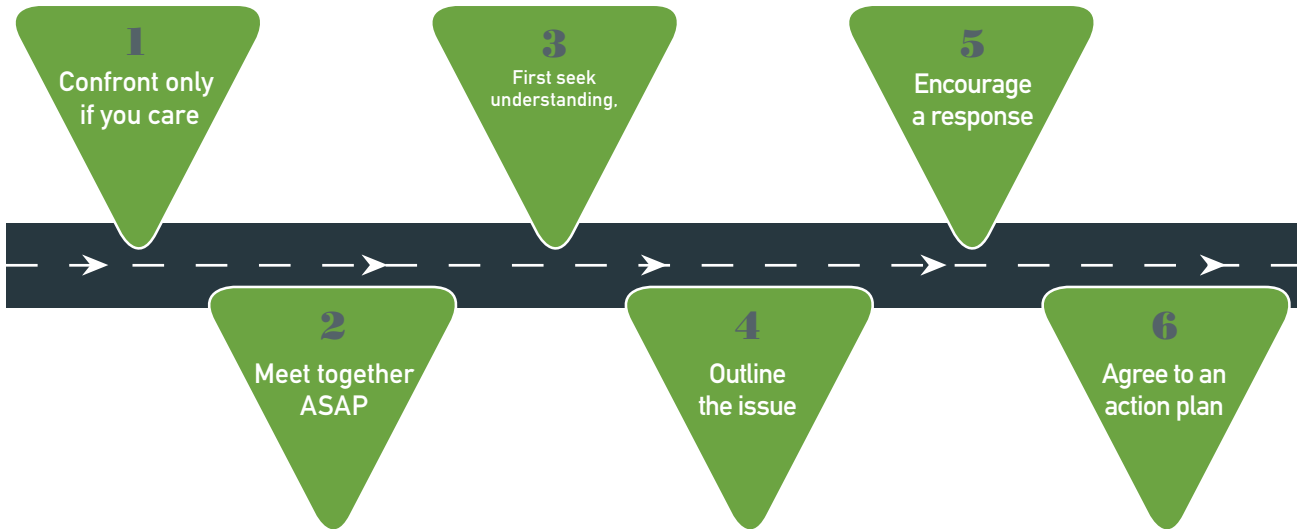 1
Confront only
if you care
2
Meet together
ASAP
3
First seek
understanding,
4
Outline
the issue
5
Encourage
a response
6
Agree to an
action plan